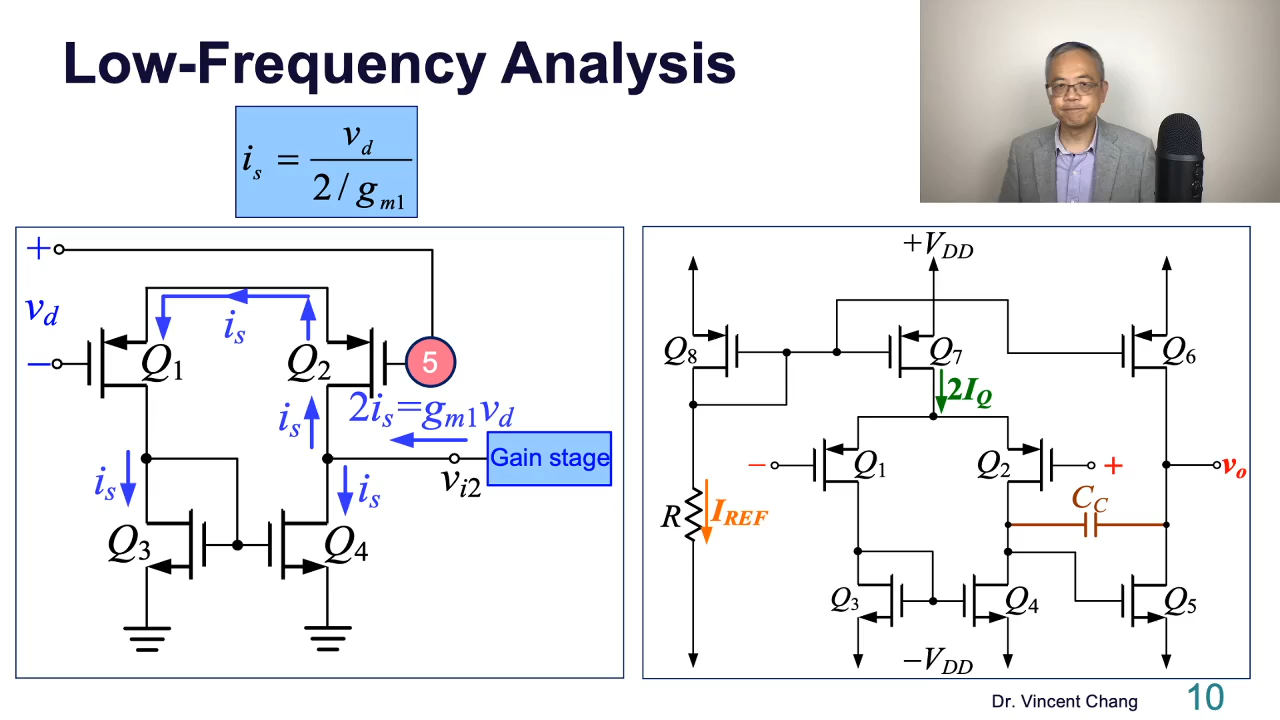 Low-Frequency Analysis
i_s = v_d / (2 / g_m1)
+
v_d
−
i_s
Q1
Q2
5
i_s
2i_s=g_m1v_d
Gain stage
v_i2
i_s
i_s
Q3
Q4
+V_DD
Q8
Q7
Q6
2I_Q
−
Q1
Q2
+
v_o
C_C
R
I_REF
Q3
Q4
Q5
−V_DD
Dr. Vincent Chang
10